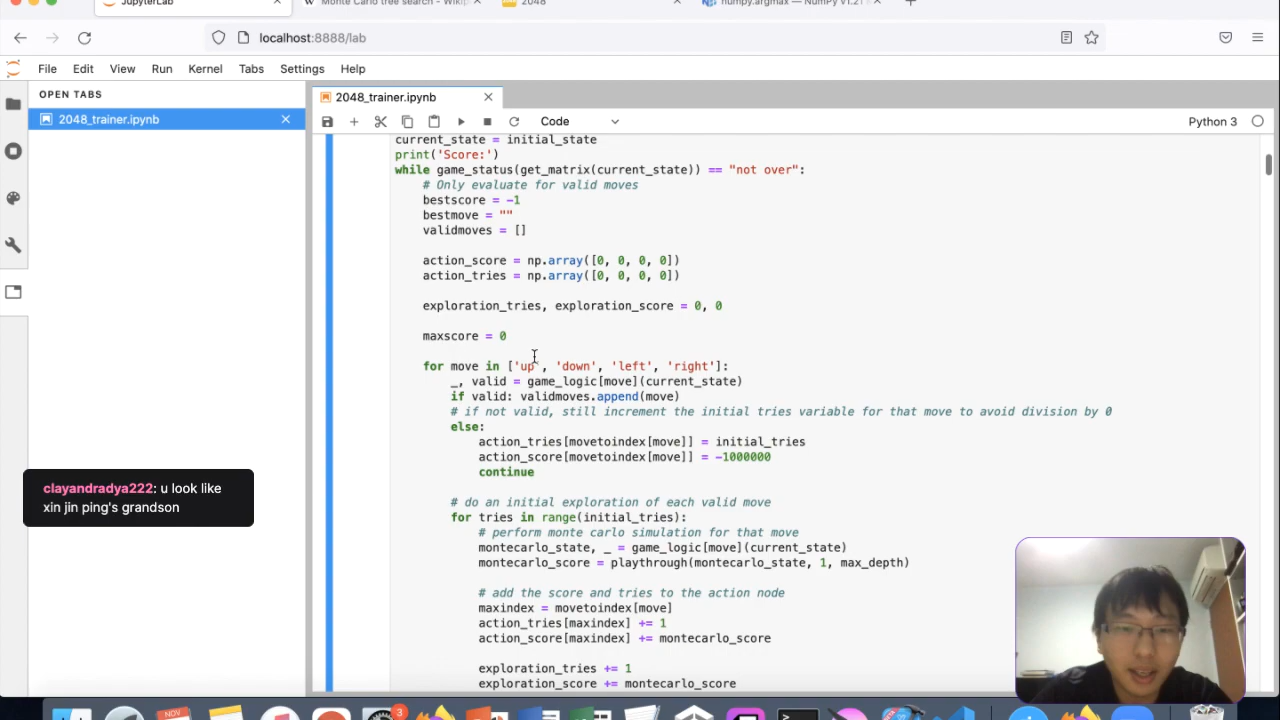 JupyterLab
Monte Carlo tree search - Wikip
2048
numpy.argmax — NumPy v1.21
localhost:8888/lab
File Edit View Run Kernel Tabs Settings Help
OPEN TABS
2048_trainer.ipynb
2048_trainer.ipynb
Code
Python 3
current_state = initial_state
print('Score:')
while game_status(get_matrix(current_state)) == "not over":
# Only evaluate for valid moves
bestscore = -1
bestmove = ""
validmoves = []
action_score = np.array([0, 0, 0, 0])
action_tries = np.array([0, 0, 0, 0])
exploration_tries, exploration_score = 0, 0
maxscore = 0
for move in ['up', 'down', 'left', 'right']:
_, valid = game_logic[move](current_state)
if valid: validmoves.append(move)
# if not valid, still increment the initial tries variable for that move to avoid division by 0
else:
action_tries[movetoindex[move]] = initial_tries
action_score[movetoindex[move]] = -1000000
continue
# do an initial exploration of each valid move
for tries in range(initial_tries):
# perform monte carlo simulation for that move
montecarlo_state, _ = game_logic[move](current_state)
montecarlo_score = playthrough(montecarlo_state, 1, max_depth)
# add the score and tries to the action node
maxindex = movetoindex[move]
action_tries[maxindex] += 1
action_score[maxindex] += montecarlo_score
exploration_tries += 1
exploration_score += montecarlo_score
clayandradya222: u look like
xin jin ping's grandson
NOV
3